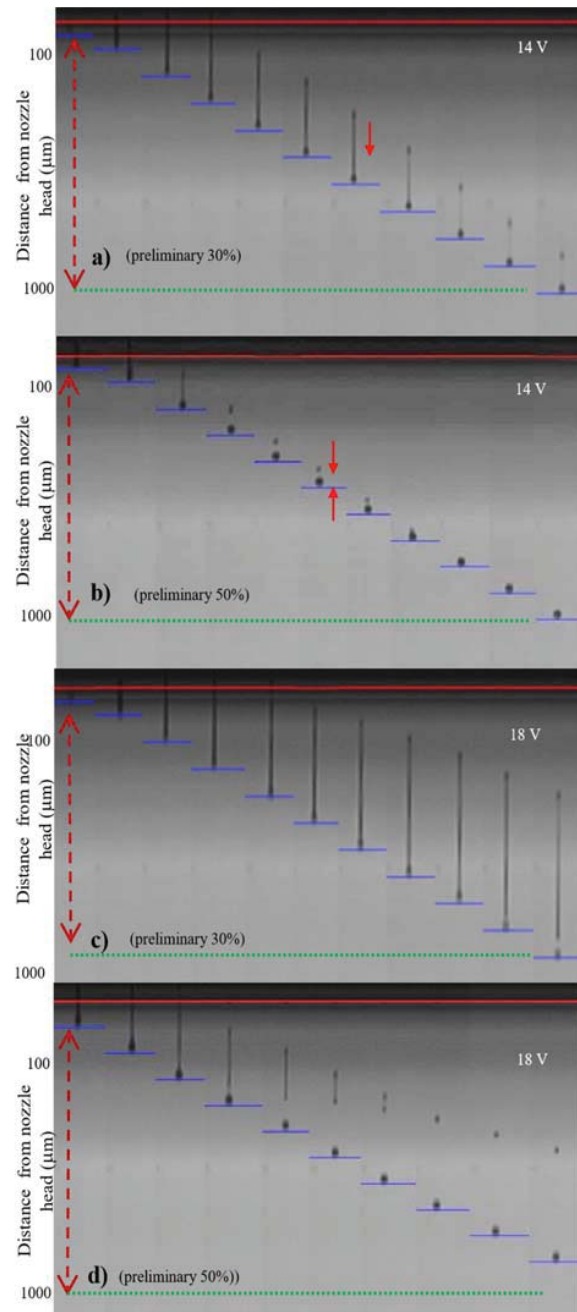 100
14 V
Distance from nozzle
head (µm)
a) (preliminary 30%)
1000
100
14 V
Distance from nozzle
head (µm)
b) (preliminary 50%)
1000
100
18 V
Distance from nozzle
head (µm)
c) (preliminary 30%)
1000
100
18 V
Distance from nozzle
head (µm)
d) (preliminary 50%))
1000